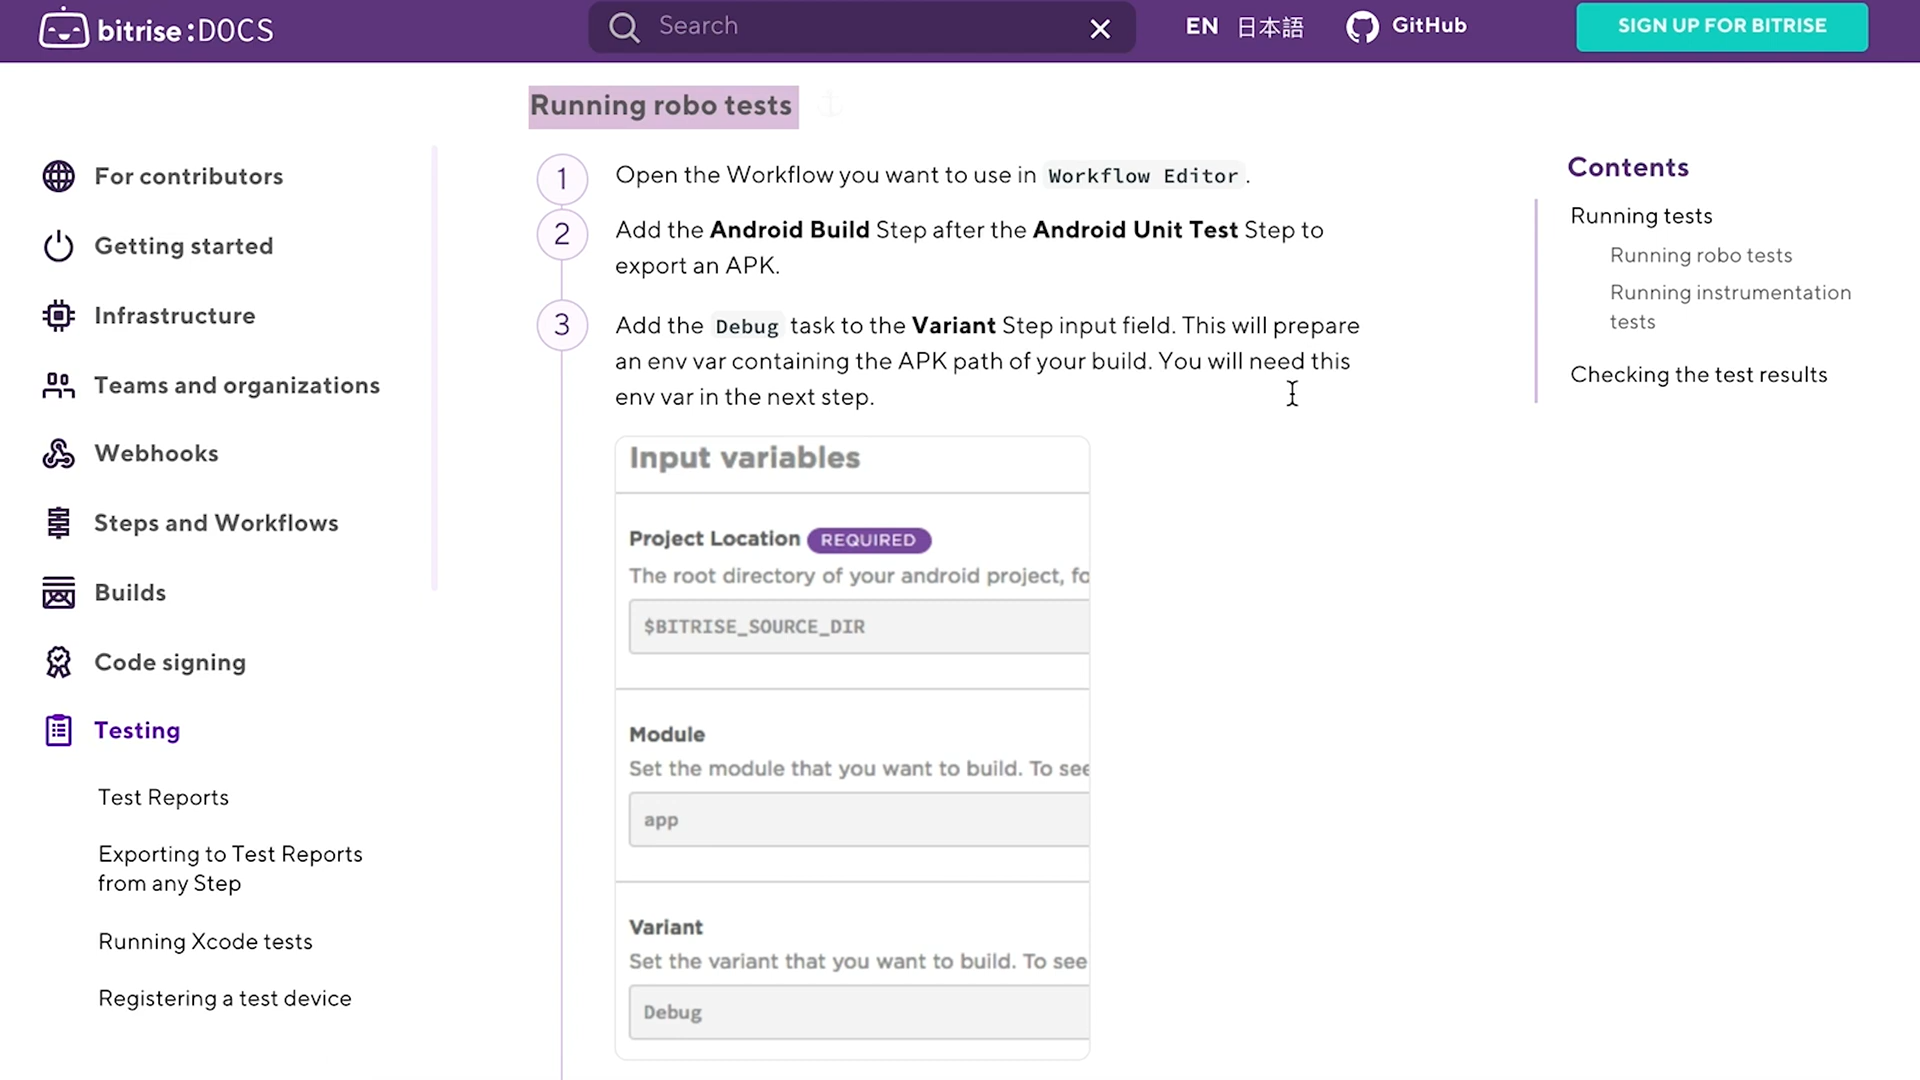 bitrise:DOCS
Search
EN 日本語 GitHub
SIGN UP FOR BITRISE
For contributors
Getting started
Infrastructure
Teams and organizations
Webhooks
Steps and Workflows
Builds
Code signing
Testing
Test Reports
Exporting to Test Reports
from any Step
Running Xcode tests
Registering a test device
Running robo tests
1 Open the Workflow you want to use in Workflow Editor.
2 Add the Android Build Step after the Android Unit Test Step to
export an APK.
3 Add the Debug task to the Variant Step input field. This will prepare
an env var containing the APK path of your build. You will need this
env var in the next step.
Input variables
Project Location REQUIRED
The root directory of your android project, fo
$BITRISE_SOURCE_DIR
Module
Set the module that you want to build. To see
app
Variant
Set the variant that you want to build. To see
Debug
Contents
Running tests
Running robo tests
Running instrumentation
tests
Checking the test results